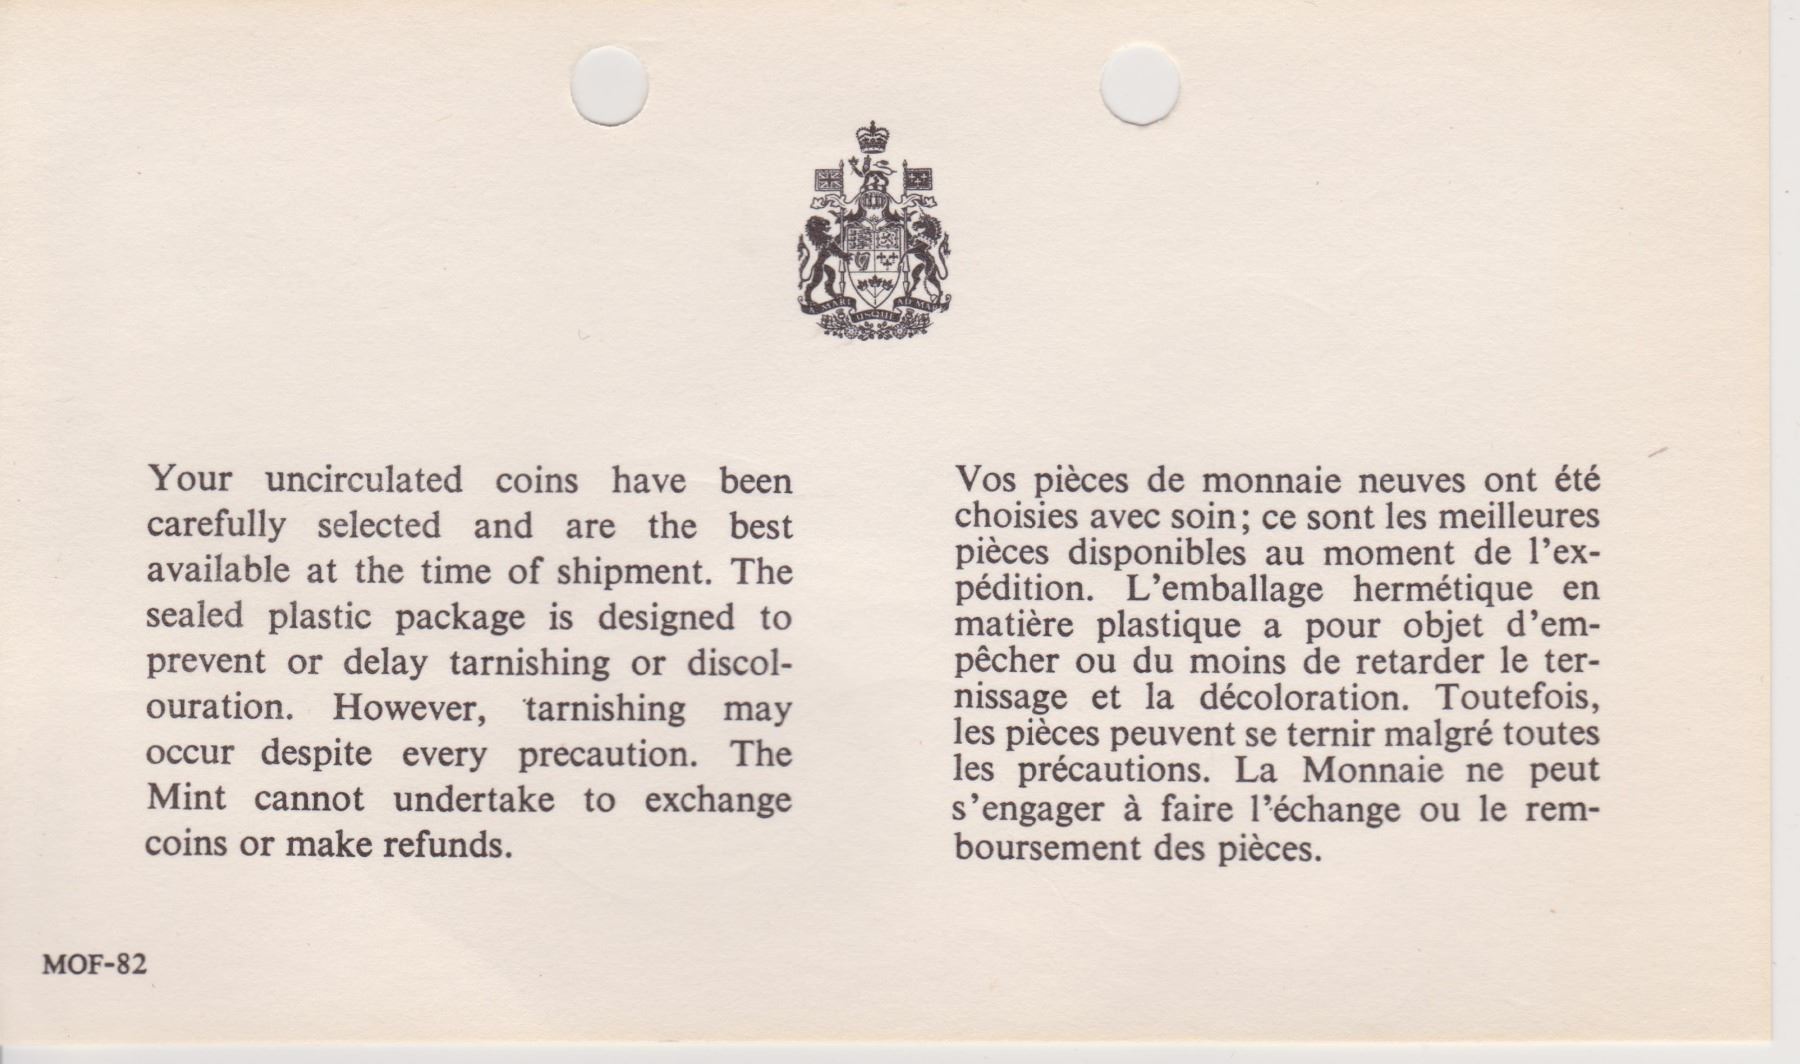 A MARI USQUE AD MARE
Your uncirculated coins have been
carefully selected and are the best
available at the time of shipment. The
sealed plastic package is designed to
prevent or delay tarnishing or discol-
ouration. However, tarnishing may
occur despite every precaution. The
Mint cannot undertake to exchange
coins or make refunds.
Vos pièces de monnaie neuves ont été
choisies avec soin; ce sont les meilleures
pièces disponibles au moment de l'ex-
pédition. L'emballage hermétique en
matière plastique a pour objet d'em-
pêcher ou du moins de retarder le ter-
nissage et la décoloration. Toutefois,
les pièces peuvent se ternir malgré toutes
les précautions. La Monnaie ne peut
s'engager à faire l'échange ou le rem-
boursement des pièces.
MOF-82